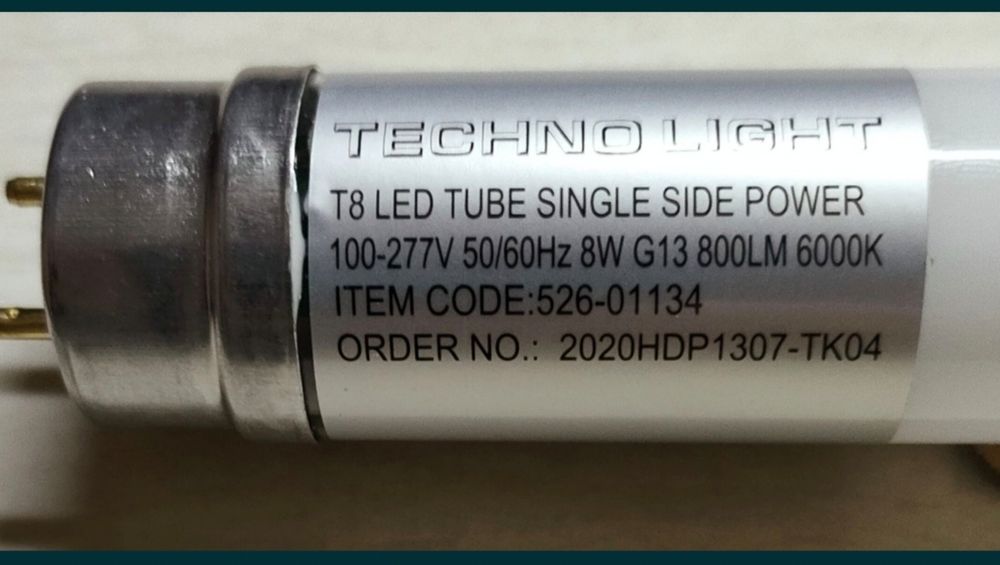 TECHNO LIGHT
T8 LED TUBE SINGLE SIDE POWER
100-277V 50/60Hz 8W G13 800LM 6000K
ITEM CODE:526-01134
ORDER NO.: 2020HDP1307-TK04